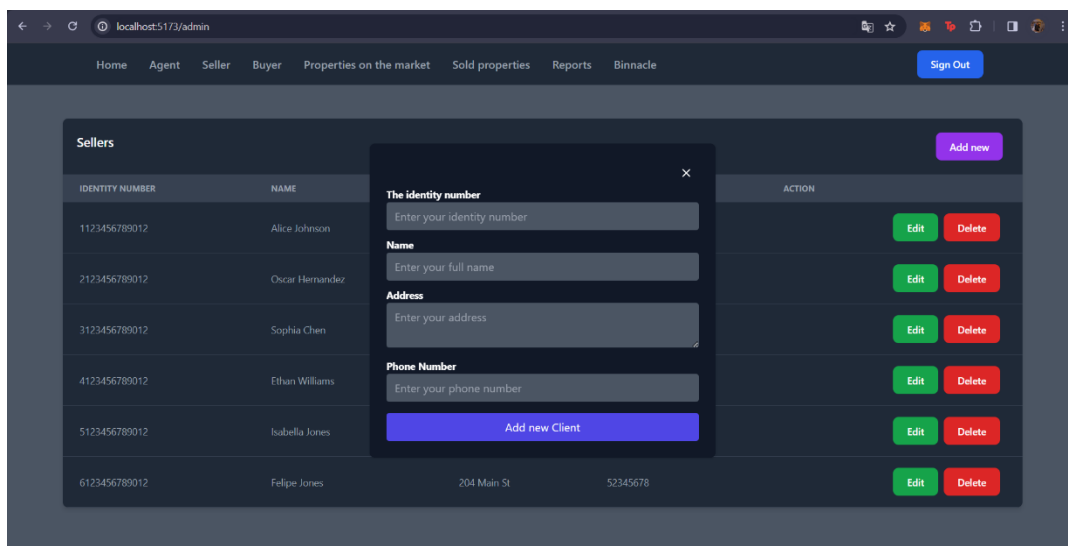 localhost:5173/admin
Home Agent Seller Buyer Properties on the market Sold properties Reports Binnacle Sign Out
Sellers
Add new
IDENTITY NUMBER NAME ACTION
The identity number
Enter your identity number
1123456789012 Alice Johnson Edit Delete
Name
Enter your full name
2123456789012 Oscar Hernandez Edit Delete
Address
Enter your address
3123456789012 Sophia Chen Edit Delete
Phone Number
Enter your phone number
4123456789012 Ethan Williams Edit Delete
Add new Client
5123456789012 Isabella Jones Edit Delete
6123456789012 Felipe Jones 204 Main St 52345678 Edit Delete